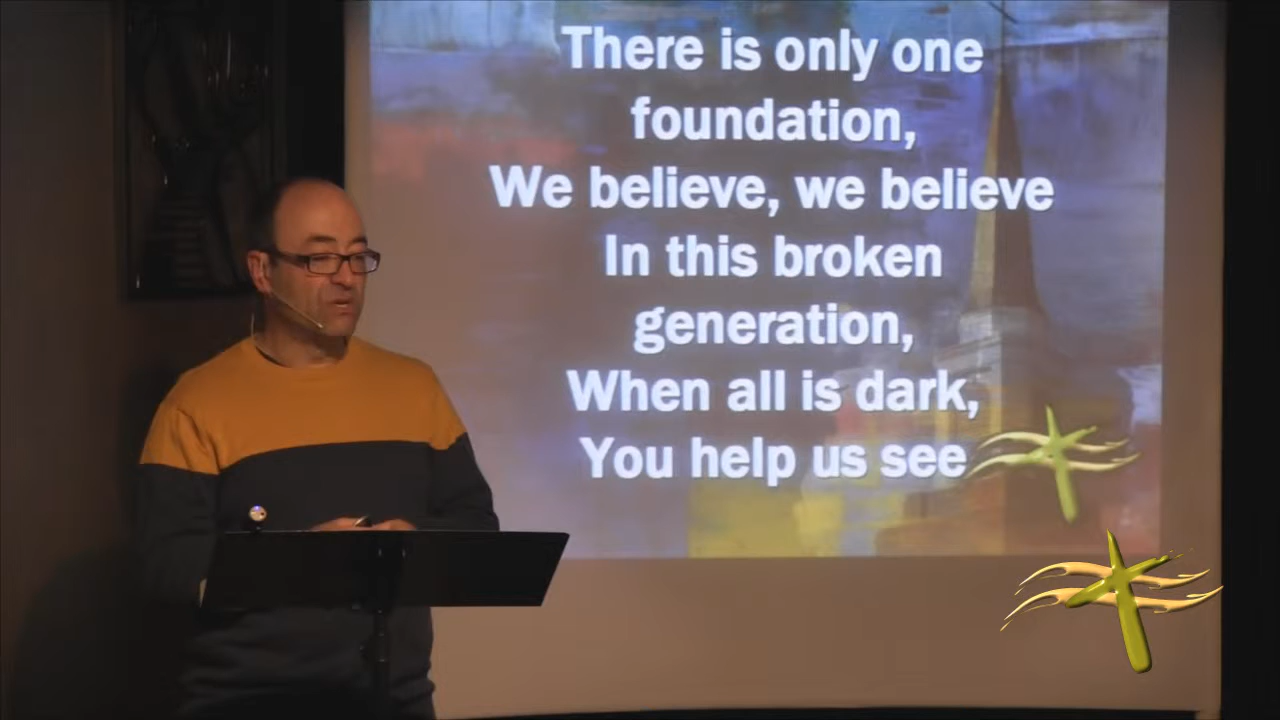 There is only one
foundation,
We believe, we believe
In this broken
generation,
When all is dark,
You help us see